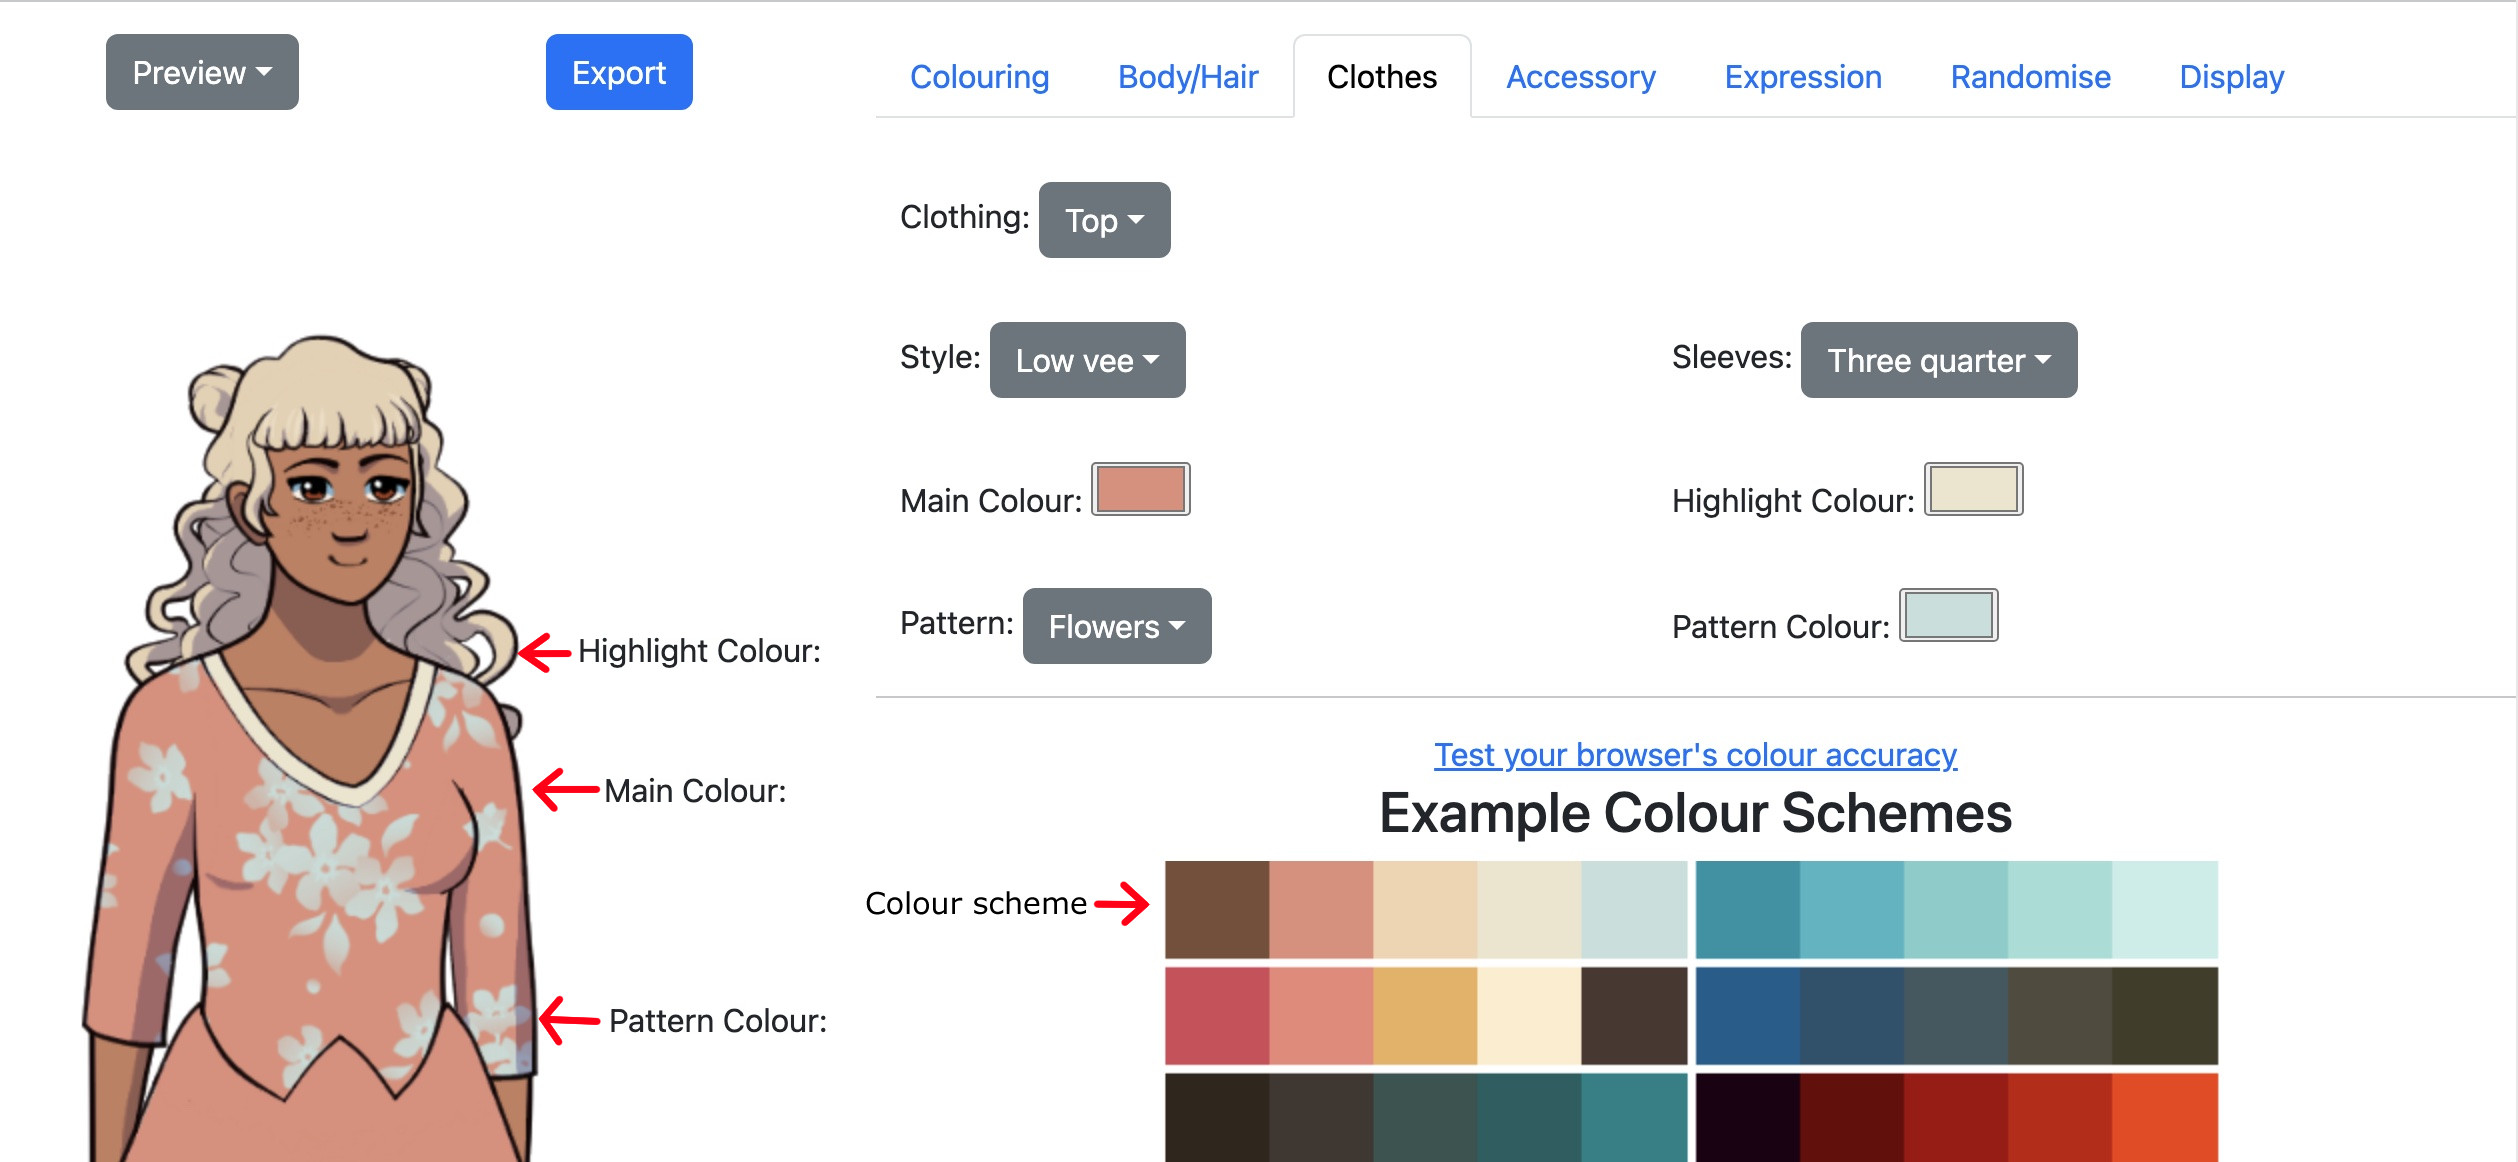 Preview
Export
Colouring
Body/Hair
Clothes
Accessory
Expression
Randomise
Display
Clothing: Top
Style: Low vee
Sleeves: Three quarter
Main Colour:
Highlight Colour:
Pattern: Flowers
Pattern Colour:
Highlight Colour:
Main Colour:
Pattern Colour:
Test your browser's colour accuracy
Example Colour Schemes
Colour scheme